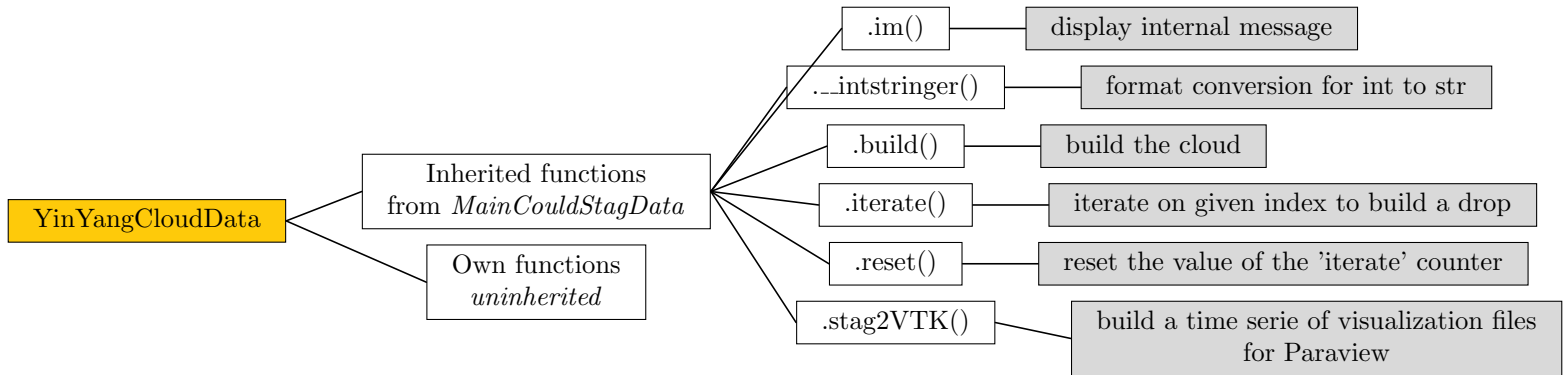 YinYangCloudData
Inherited functions
from MainCouldStagData
Own functions
uninherited
.im()
display internal message
.__intstringer()
format conversion for int to str
.build()
build the cloud
.iterate()
iterate on given index to build a drop
.reset()
reset the value of the 'iterate' counter
.stag2VTK()
build a time serie of visualization files
for Paraview